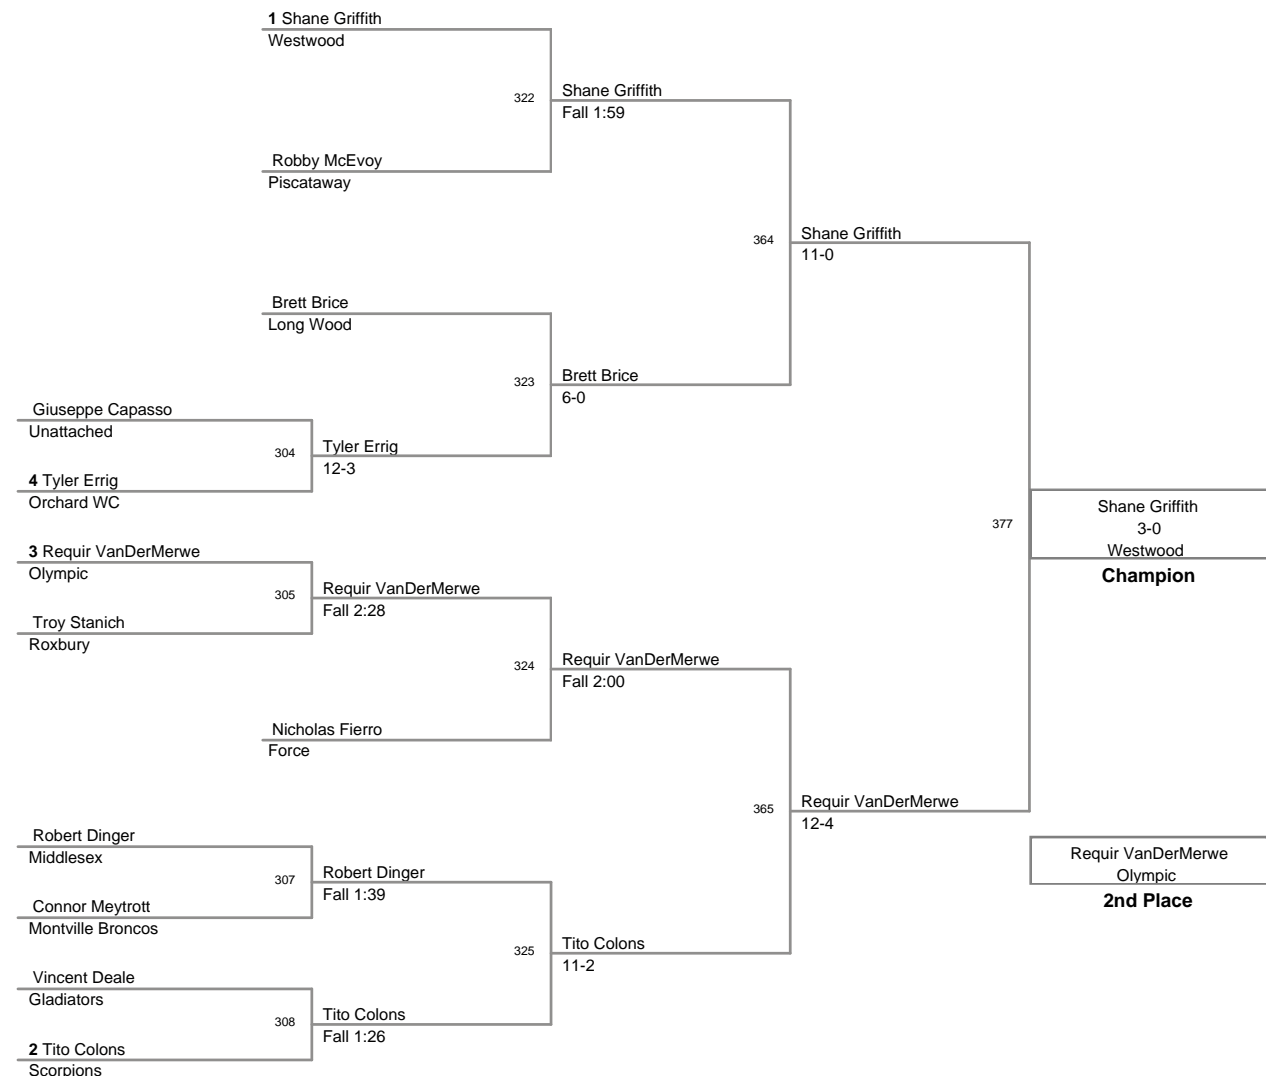 1 Shane Griffith
Westwood
322
Shane Griffith
Fall 1:59
Robby McEvoy
Piscataway
364
Shane Griffith
11-0
Brett Brice
Long Wood
323
Brett Brice
6-0
Giuseppe Capasso
Unattached
304
Tyler Errig
12-3
4 Tyler Errig
Orchard WC
377
Shane Griffith
3-0
Westwood
Champion
3 Requir VanDerMerwe
Olympic
305
Requir VanDerMerwe
Fall 2:28
Troy Stanich
Roxbury
324
Requir VanDerMerwe
Fall 2:00
Nicholas Fierro
Force
365
Requir VanDerMerwe
12-4
Robert Dinger
Middlesex
307
Robert Dinger
Fall 1:39
Connor Meytrott
Montville Broncos
Requir VanDerMerwe
Olympic
2nd Place
325
Tito Colons
11-2
Vincent Deale
Gladiators
308
Tito Colons
Fall 1:26
2 Tito Colons
Scorpions